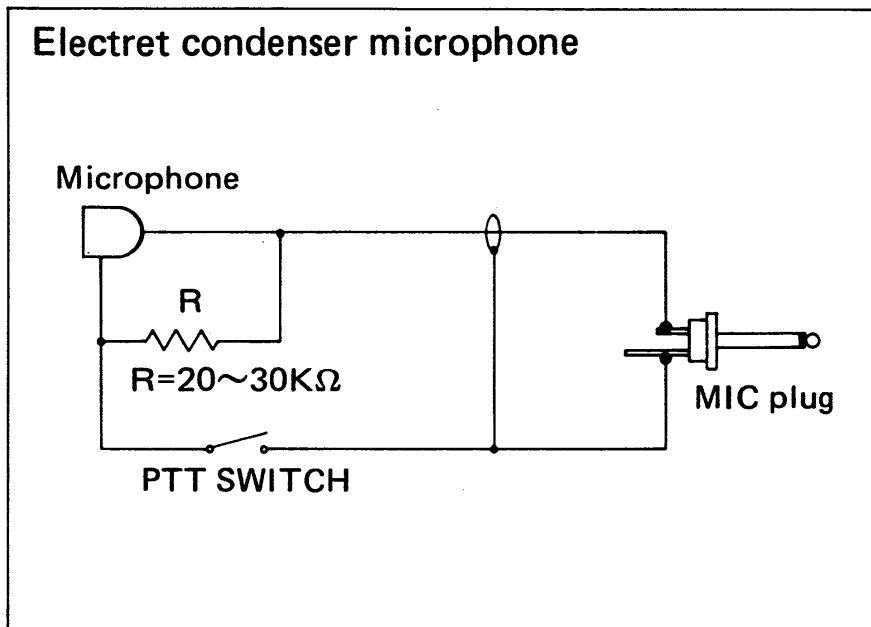 Electret condenser microphone
Microphone
R
R=20～30KΩ
MIC plug
PTT SWITCH